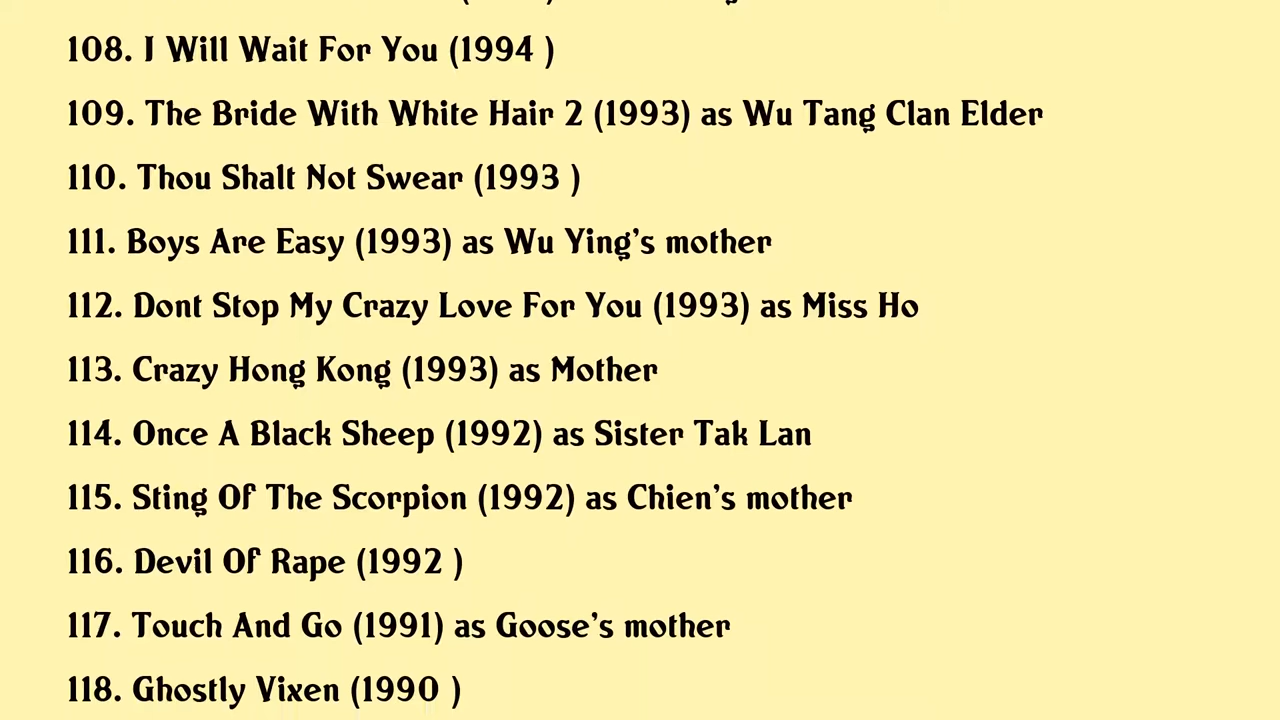 108. I Will Wait For You (1994 )
109. The Bride With White Hair 2 (1993) as Wu Tang Clan Elder
110. Thou Shalt Not Swear (1993 )
111. Boys Are Easy (1993) as Wu Ying's mother
112. Dont Stop My Crazy Love For You (1993) as Miss Ho
113. Crazy Hong Kong (1993) as Mother
114. Once A Black Sheep (1992) as Sister Tak Lan
115. Sting Of The Scorpion (1992) as Chien's mother
116. Devil Of Rape (1992 )
117. Touch And Go (1991) as Goose's mother
118. Ghostly Vixen (1990 )